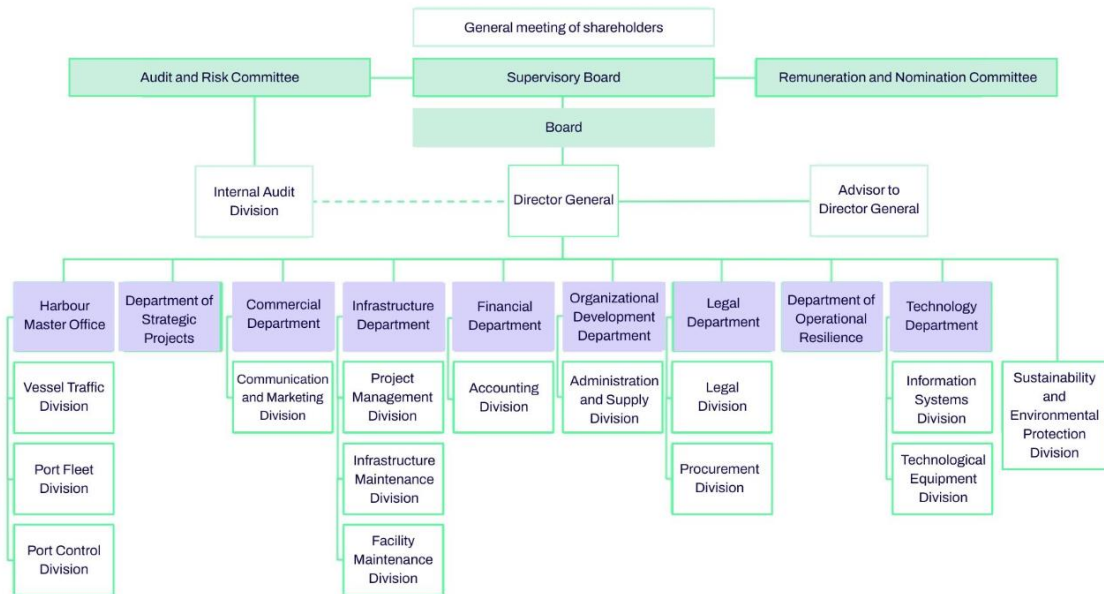 General meeting of shareholders
Audit and Risk Committee
Supervisory Board
Remuneration and Nomination Committee
Board
Internal Audit
Division
Director General
Advisor to
Director General
Harbour
Master Office
Department of
Strategic
Projects
Commercial
Department
Infrastructure
Department
Financial
Department
Organizational
Development
Department
Legal
Department
Department of
Operational
Resilience
Technology
Department
Vessel Traffic
Division
Communication
and Marketing
Division
Project
Management
Division
Accounting
Division
Administration
and Supply
Division
Legal
Division
Information
Systems
Division
Sustainability
and
Environmental
Protection
Division
Port Fleet
Division
Infrastructure
Maintenance
Division
Procurement
Division
Technological
Equipment
Division
Port Control
Division
Facility
Maintenance
Division